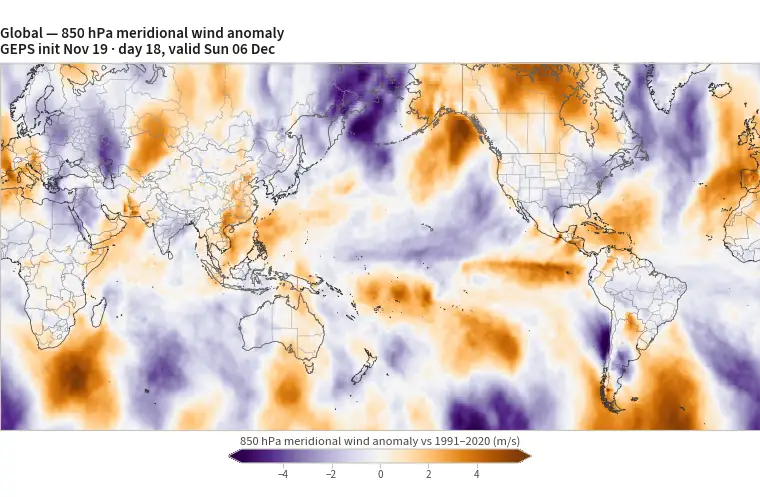 Global — 850 hPa meridional wind anomaly
GEPS init Nov 19 · day 18, valid Sun 06 Dec
850 hPa meridional wind anomaly vs 1991–2020 (m/s)
−4 −2 0 2 4